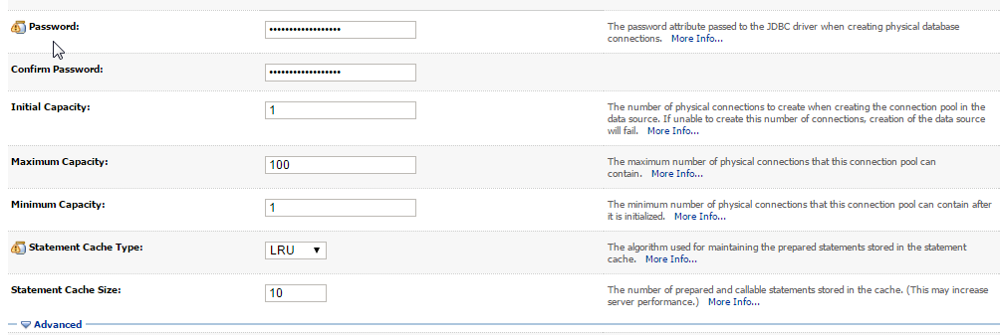 Password:
••••••••••••••••••
The password attribute passed to the JDBC driver when creating physical database
connections. More Info...
Confirm Password:
••••••••••••••••••
Initial Capacity:
1
The number of physical connections to create when creating the connection pool in the
data source. If unable to create this number of connections, creation of the data source
will fail. More Info...
Maximum Capacity:
100
The maximum number of physical connections that this connection pool can
contain. More Info...
Minimum Capacity:
1
The minimum number of physical connections that this connection pool can contain after
it is initialized. More Info...
Statement Cache Type:
LRU
The algorithm used for maintaining the prepared statements stored in the statement
cache. More Info...
Statement Cache Size:
10
The number of prepared and callable statements stored in the cache. (This may increase
server performance.) More Info...
Advanced